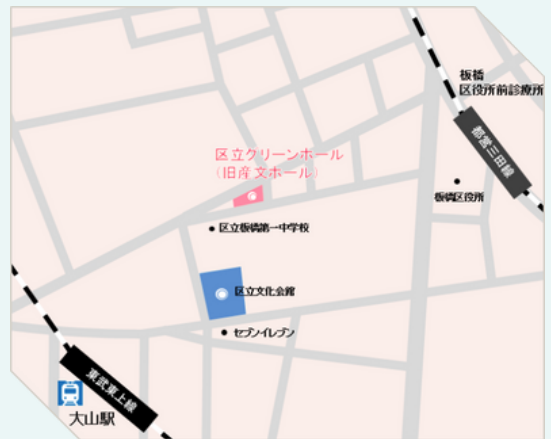 板橋
区役所前診療所
都営三田線
区立グリーンホール
（旧産文ホール）
板橋区役所
区立板橋第一中学校
区立文化会館
セブンイレブン
東武東上線
大山駅